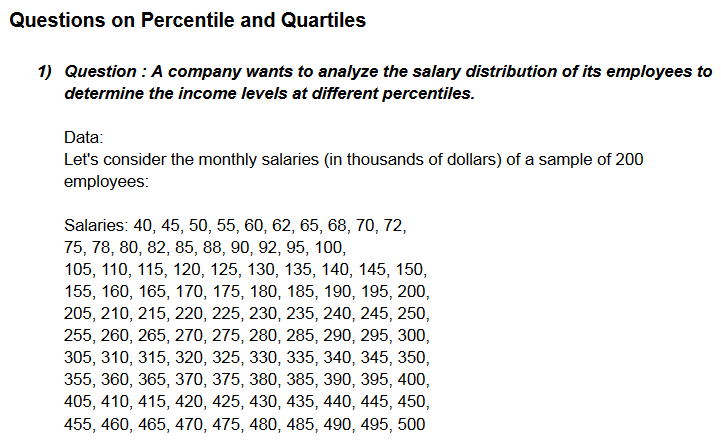 Questions on Percentile and Quartiles
1) Question : A company wants to analyze the salary distribution of its employees to
determine the income levels at different percentiles.
Data:
Let's consider the monthly salaries (in thousands of dollars) of a sample of 200
employees:
Salaries: 40, 45, 50, 55, 60, 62, 65, 68, 70, 72,
75, 78, 80, 82, 85, 88, 90, 92, 95, 100,
105, 110, 115, 120, 125, 130, 135, 140, 145, 150,
155, 160, 165, 170, 175, 180, 185, 190, 195, 200,
205, 210, 215, 220, 225, 230, 235, 240, 245, 250,
255, 260, 265, 270, 275, 280, 285, 290, 295, 300,
305, 310, 315, 320, 325, 330, 335, 340, 345, 350,
355, 360, 365, 370, 375, 380, 385, 390, 395, 400,
405, 410, 415, 420, 425, 430, 435, 440, 445, 450,
455, 460, 465, 470, 475, 480, 485, 490, 495, 500